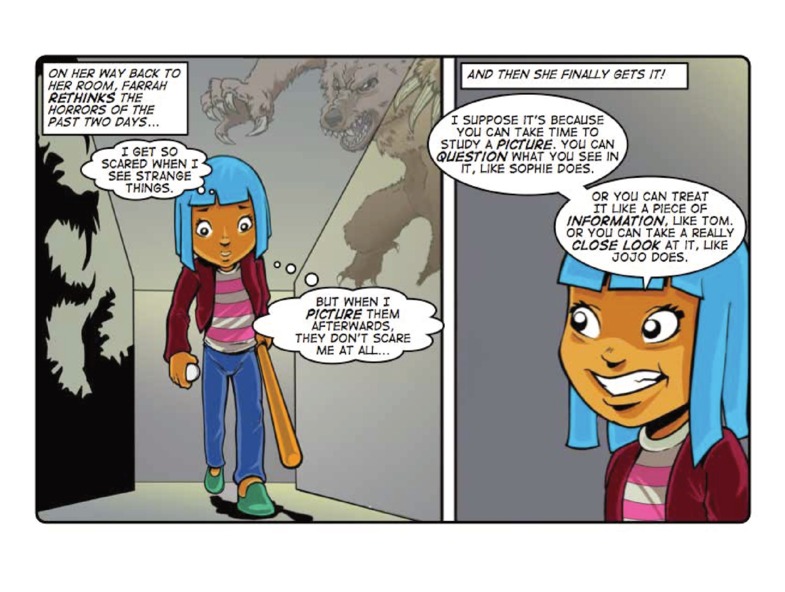 ON HER WAY BACK TO
HER ROOM, FARRAH
RETHINKS THE
HORRORS OF THE
PAST TWO DAYS...
I GET SO
SCARED WHEN I
SEE STRANGE
THINGS.
BUT WHEN I
PICTURE THEM
AFTERWARDS,
THEY DON'T SCARE
ME AT ALL...
AND THEN SHE FINALLY GETS IT!
I SUPPOSE IT'S BECAUSE
YOU CAN TAKE TIME TO
STUDY A PICTURE. YOU CAN
QUESTION WHAT YOU SEE IN
IT, LIKE SOPHIE DOES.
OR YOU CAN TREAT
IT LIKE A PIECE OF
INFORMATION, LIKE TOM.
OR YOU CAN TAKE A REALLY
CLOSE LOOK AT IT, LIKE
JOJO DOES.